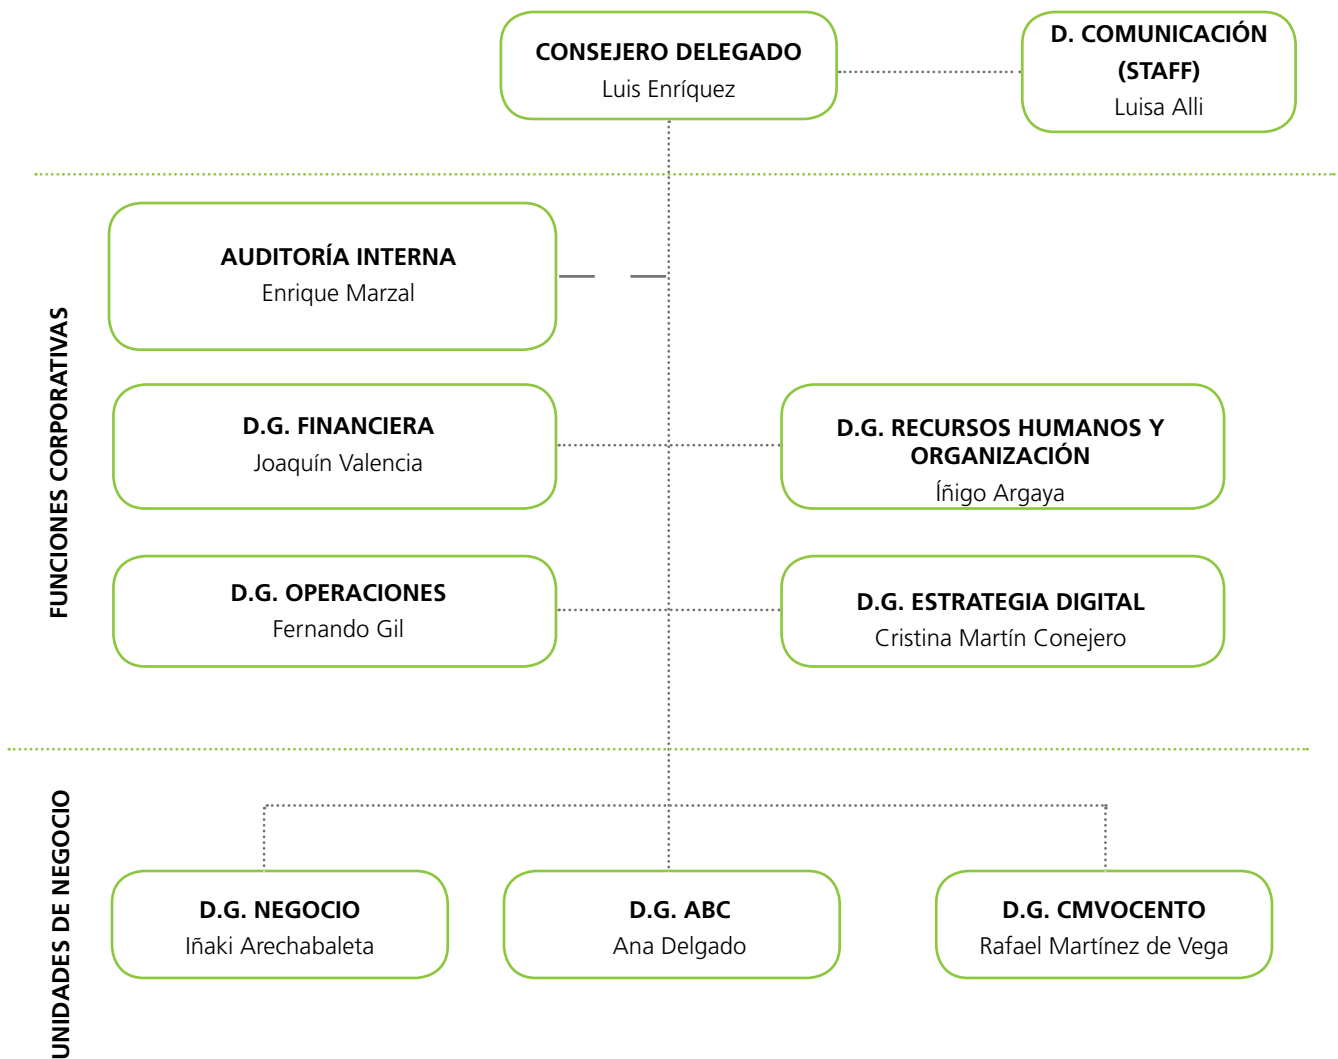 CONSEJERO DELEGADO
Luis Enríquez
D. COMUNICACIÓN
(STAFF)
Luisa Alli
FUNCIONES CORPORATIVAS
AUDITORÍA INTERNA
Enrique Marzal
D.G. FINANCIERA
Joaquín Valencia
D.G. RECURSOS HUMANOS Y
ORGANIZACIÓN
Íñigo Argaya
D.G. OPERACIONES
Fernando Gil
D.G. ESTRATEGIA DIGITAL
Cristina Martín Conejero
UNIDADES DE NEGOCIO
D.G. NEGOCIO
Iñaki Arechabaleta
D.G. ABC
Ana Delgado
D.G. CMVOCENTO
Rafael Martínez de Vega